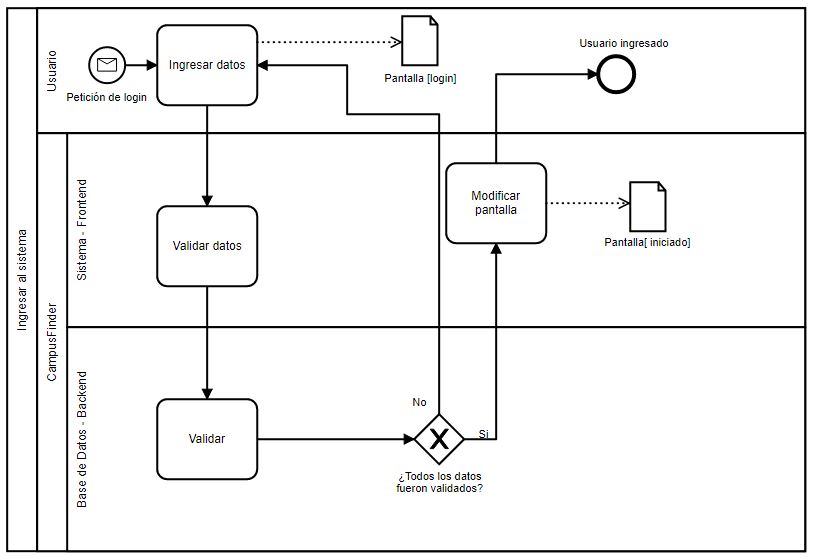 Ingresar al sistema
Usuario
Petición de login
Ingresar datos
Pantalla [login]
Usuario ingresado
CampusFinder
Sistema - Frontend
Validar datos
Modificar
pantalla
Pantalla[ iniciado]
Base de Datos - Backend
Validar
No
Si
¿Todos los datos
fueron validados?